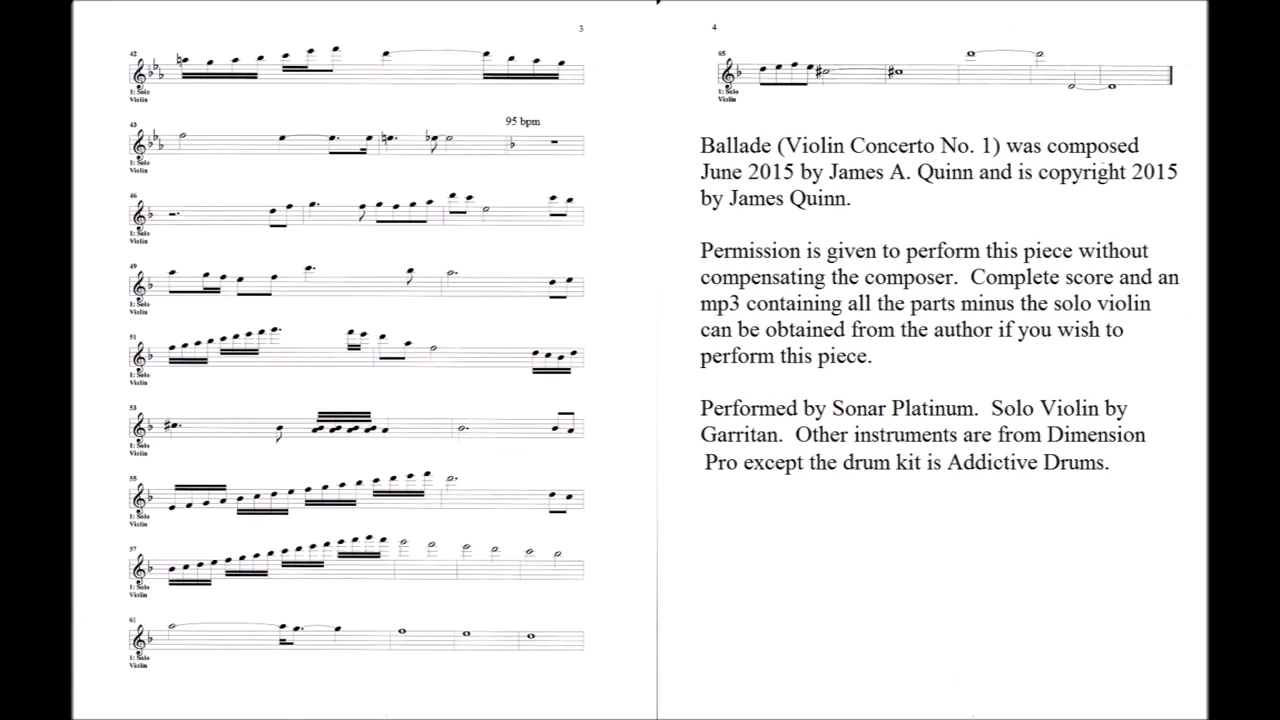 3
42
1: Solo
Violin
43
95 bpm
1: Solo
Violin
46
1: Solo
Violin
49
1: Solo
Violin
51
1: Solo
Violin
53
1: Solo
Violin
55
1: Solo
Violin
57
1: Solo
Violin
61
1: Solo
Violin
4
65
1: Solo
Violin
Ballade (Violin Concerto No. 1) was composed
June 2015 by James A. Quinn and is copyright 2015
by James Quinn.
Permission is given to perform this piece without
compensating the composer. Complete score and an
mp3 containing all the parts minus the solo violin
can be obtained from the author if you wish to
perform this piece.
Performed by Sonar Platinum. Solo Violin by
Garritan. Other instruments are from Dimension
Pro except the drum kit is Addictive Drums.